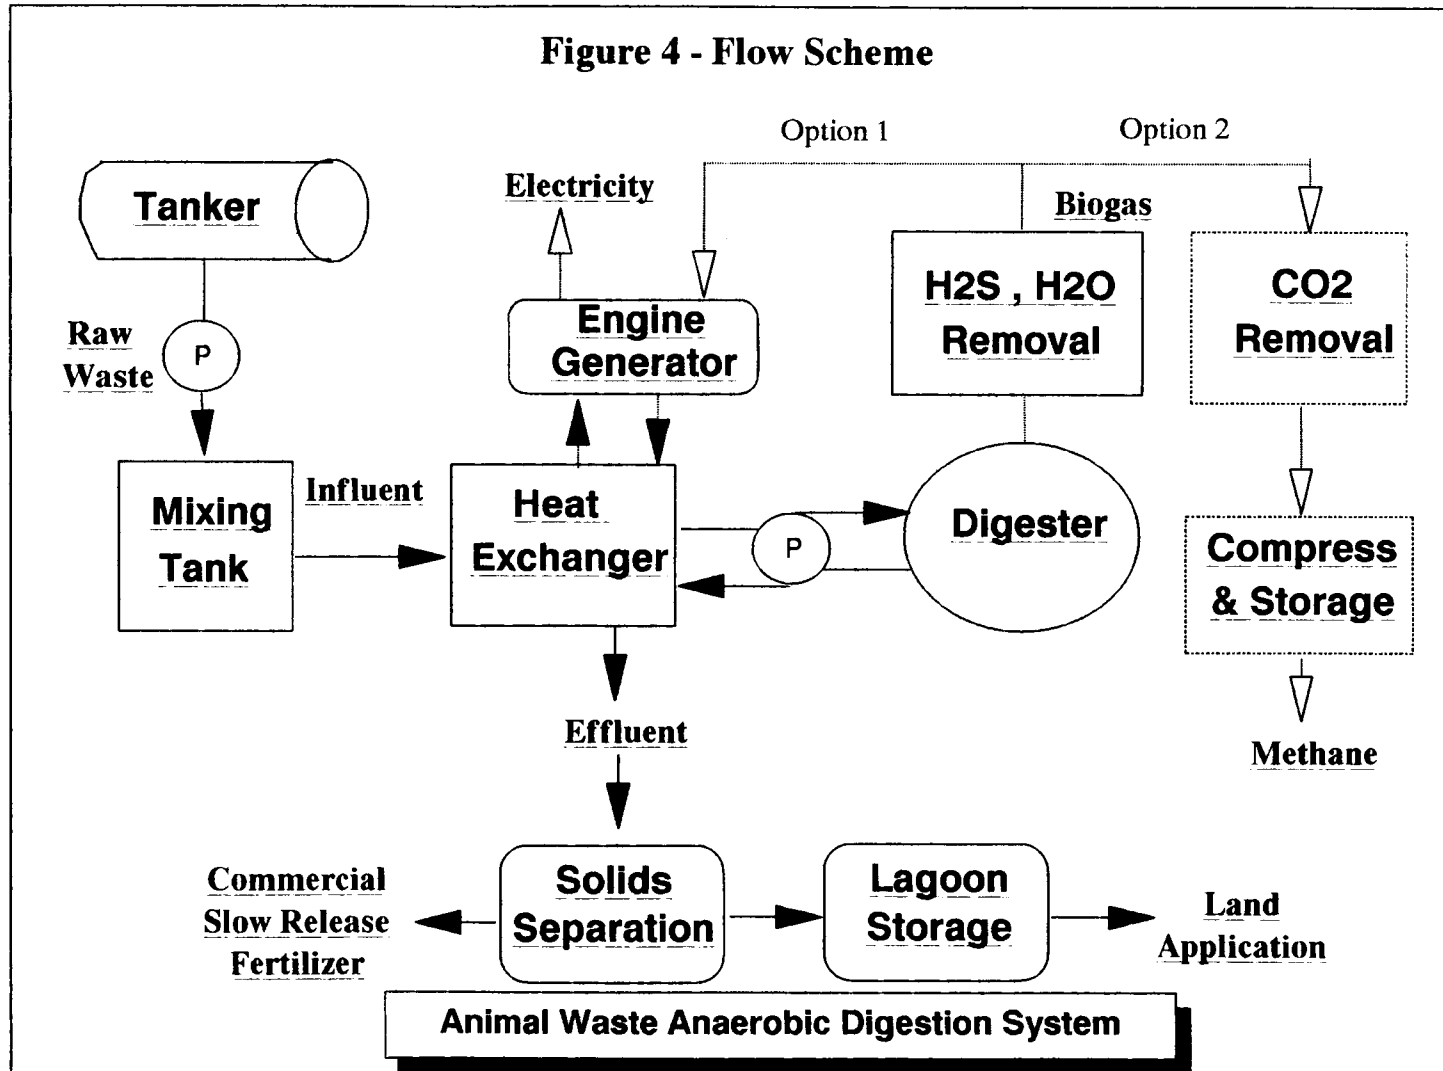 Figure 4 - Flow Scheme
Option 1
Option 2
Tanker
Electricity
Biogas
Raw
Waste
P
Engine
Generator
H2S , H2O
Removal
CO2
Removal
Mixing
Tank
Influent
Heat
Exchanger
P
Digester
Compress
& Storage
Effluent
Methane
Commercial
Slow Release
Fertilizer
Solids
Separation
Lagoon
Storage
Land
Application
Animal Waste Anaerobic Digestion System